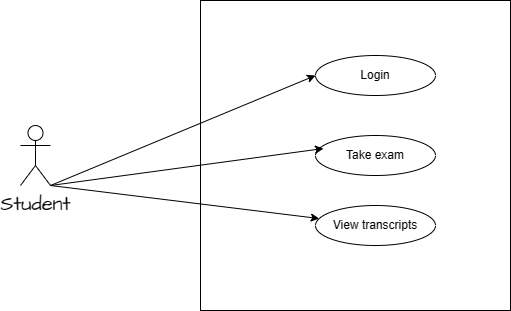 Login
Take exam
Student
View transcripts